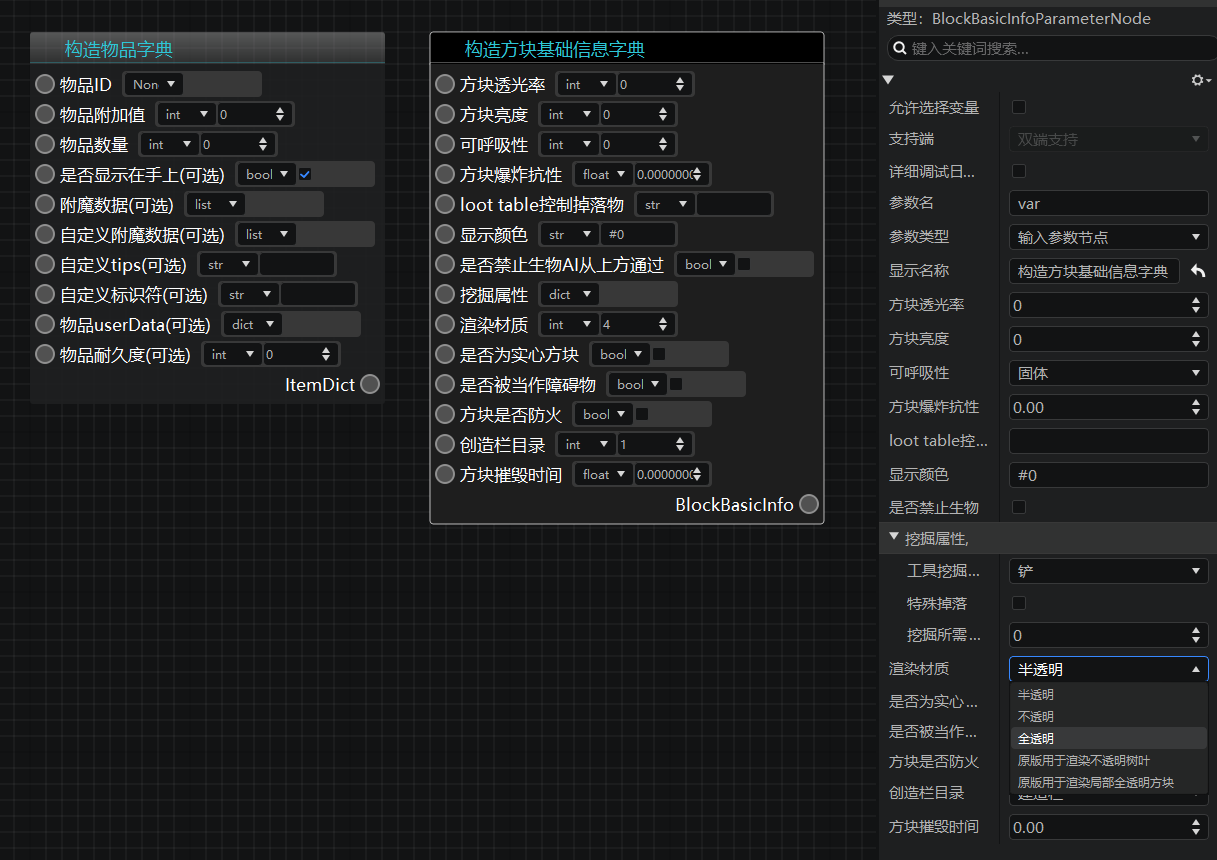 构造物品字典
物品ID Non
物品附加值 int 0
物品数量 int 0
是否显示在手上(可选) bool
附魔数据(可选) list
自定义附魔数据(可选) list
自定义tips(可选) str
自定义标识符(可选) str
物品userData(可选) dict
物品耐久度(可选) int 0
ItemDict
构造方块基础信息字典
方块透光率 int 0
方块亮度 int 0
可呼吸性 int 0
方块爆炸抗性 float 0.0000000
loot table控制掉落物 str
显示颜色 str #0
是否禁止生物AI从上方通过 bool
挖掘属性 dict
渲染材质 int 4
是否为实心方块 bool
是否被当作障碍物 bool
方块是否防火 bool
创造栏目录 int 1
方块摧毁时间 float 0.0000000
BlockBasicInfo
类型: BlockBasicInfoParameterNode
键入关键词搜索...
允许选择变量
支持端 双端支持
详细调试日...
参数名 var
参数类型 输入参数节点
显示名称 构造方块基础信息字典
方块透光率 0
方块亮度 0
可呼吸性 固体
方块爆炸抗性 0.00
loot table控...
显示颜色 #0
是否禁止生物
挖掘属性,
工具挖掘... 铲
特殊掉落
挖掘所需... 0
渲染材质 半透明
半透明
不透明
全透明
原版用于渲染不透明树叶
原版用于渲染局部全透明方块
是否为实心...
是否被当作...
方块是否防火
创造栏目录
方块摧毁时间 0.00